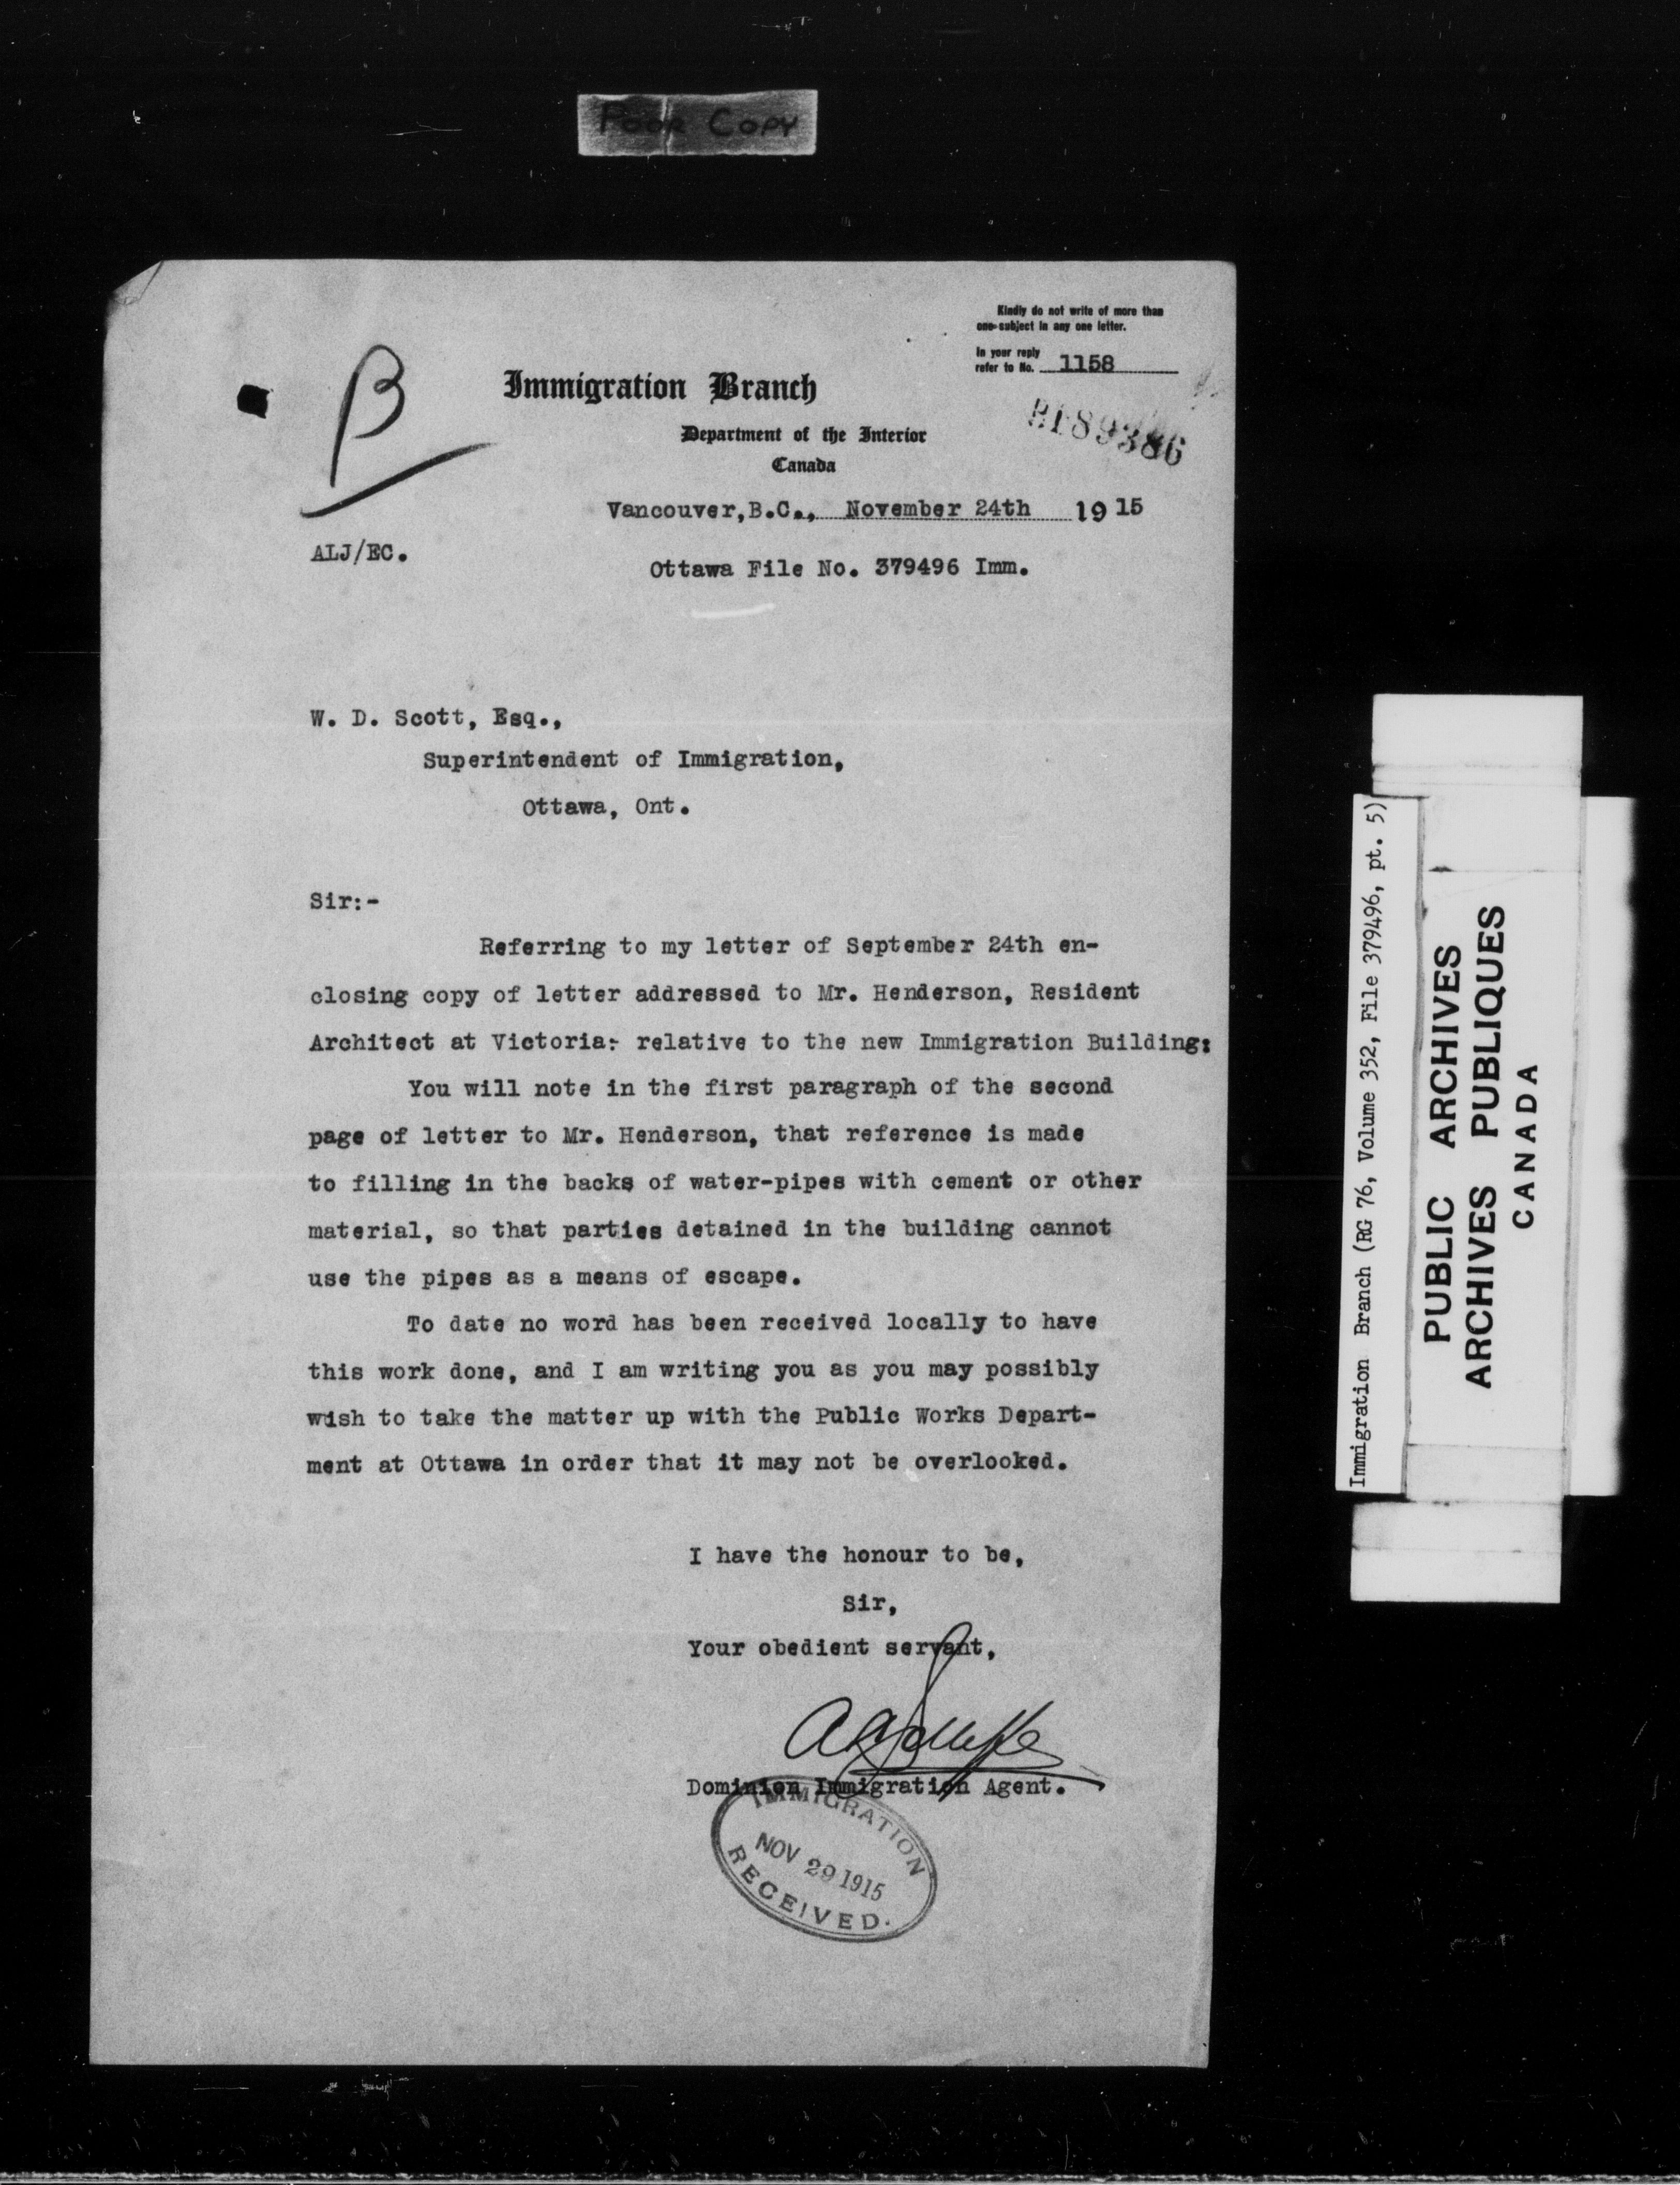 Poor Copy
Kindly do not write of more than
one subject in any one letter.
In your reply
refer to No. 1158
B
Immigration Branch
89386
Department of the Interior
Canada
Vancouver, B.C., November 24th 1915
ALJ/EC.
Ottawa File No. 379496 Imm.
W. D. Scott, Esq.,
Superintendent of Immigration,
Ottawa, Ont.
Sir:-
Referring to my letter of September 24th en-
closing copy of letter addressed to Mr. Henderson, Resident
Architect at Victoria: relative to the new Immigration Building:
You will note in the first paragraph of the second
page of letter to Mr. Henderson, that reference is made
to filling in the backs of water-pipes with cement or other
material, so that parties detained in the building cannot
use the pipes as a means of escape.
To date no word has been received locally to have
this work done, and I am writing you as you may possibly
wish to take the matter up with the Public Works Depart-
ment at Ottawa in order that it may not be overlooked.
I have the honour to be,
Sir,
Your obedient servant,
Dominion Immigration Agent.
IMMIGRATION
NOV 29 1915
RECEIVED.
Immigration Branch (RG 76, Volume 352, File 379496, pt. 5)
PUBLIC ARCHIVES
ARCHIVES PUBLIQUES
CANADA